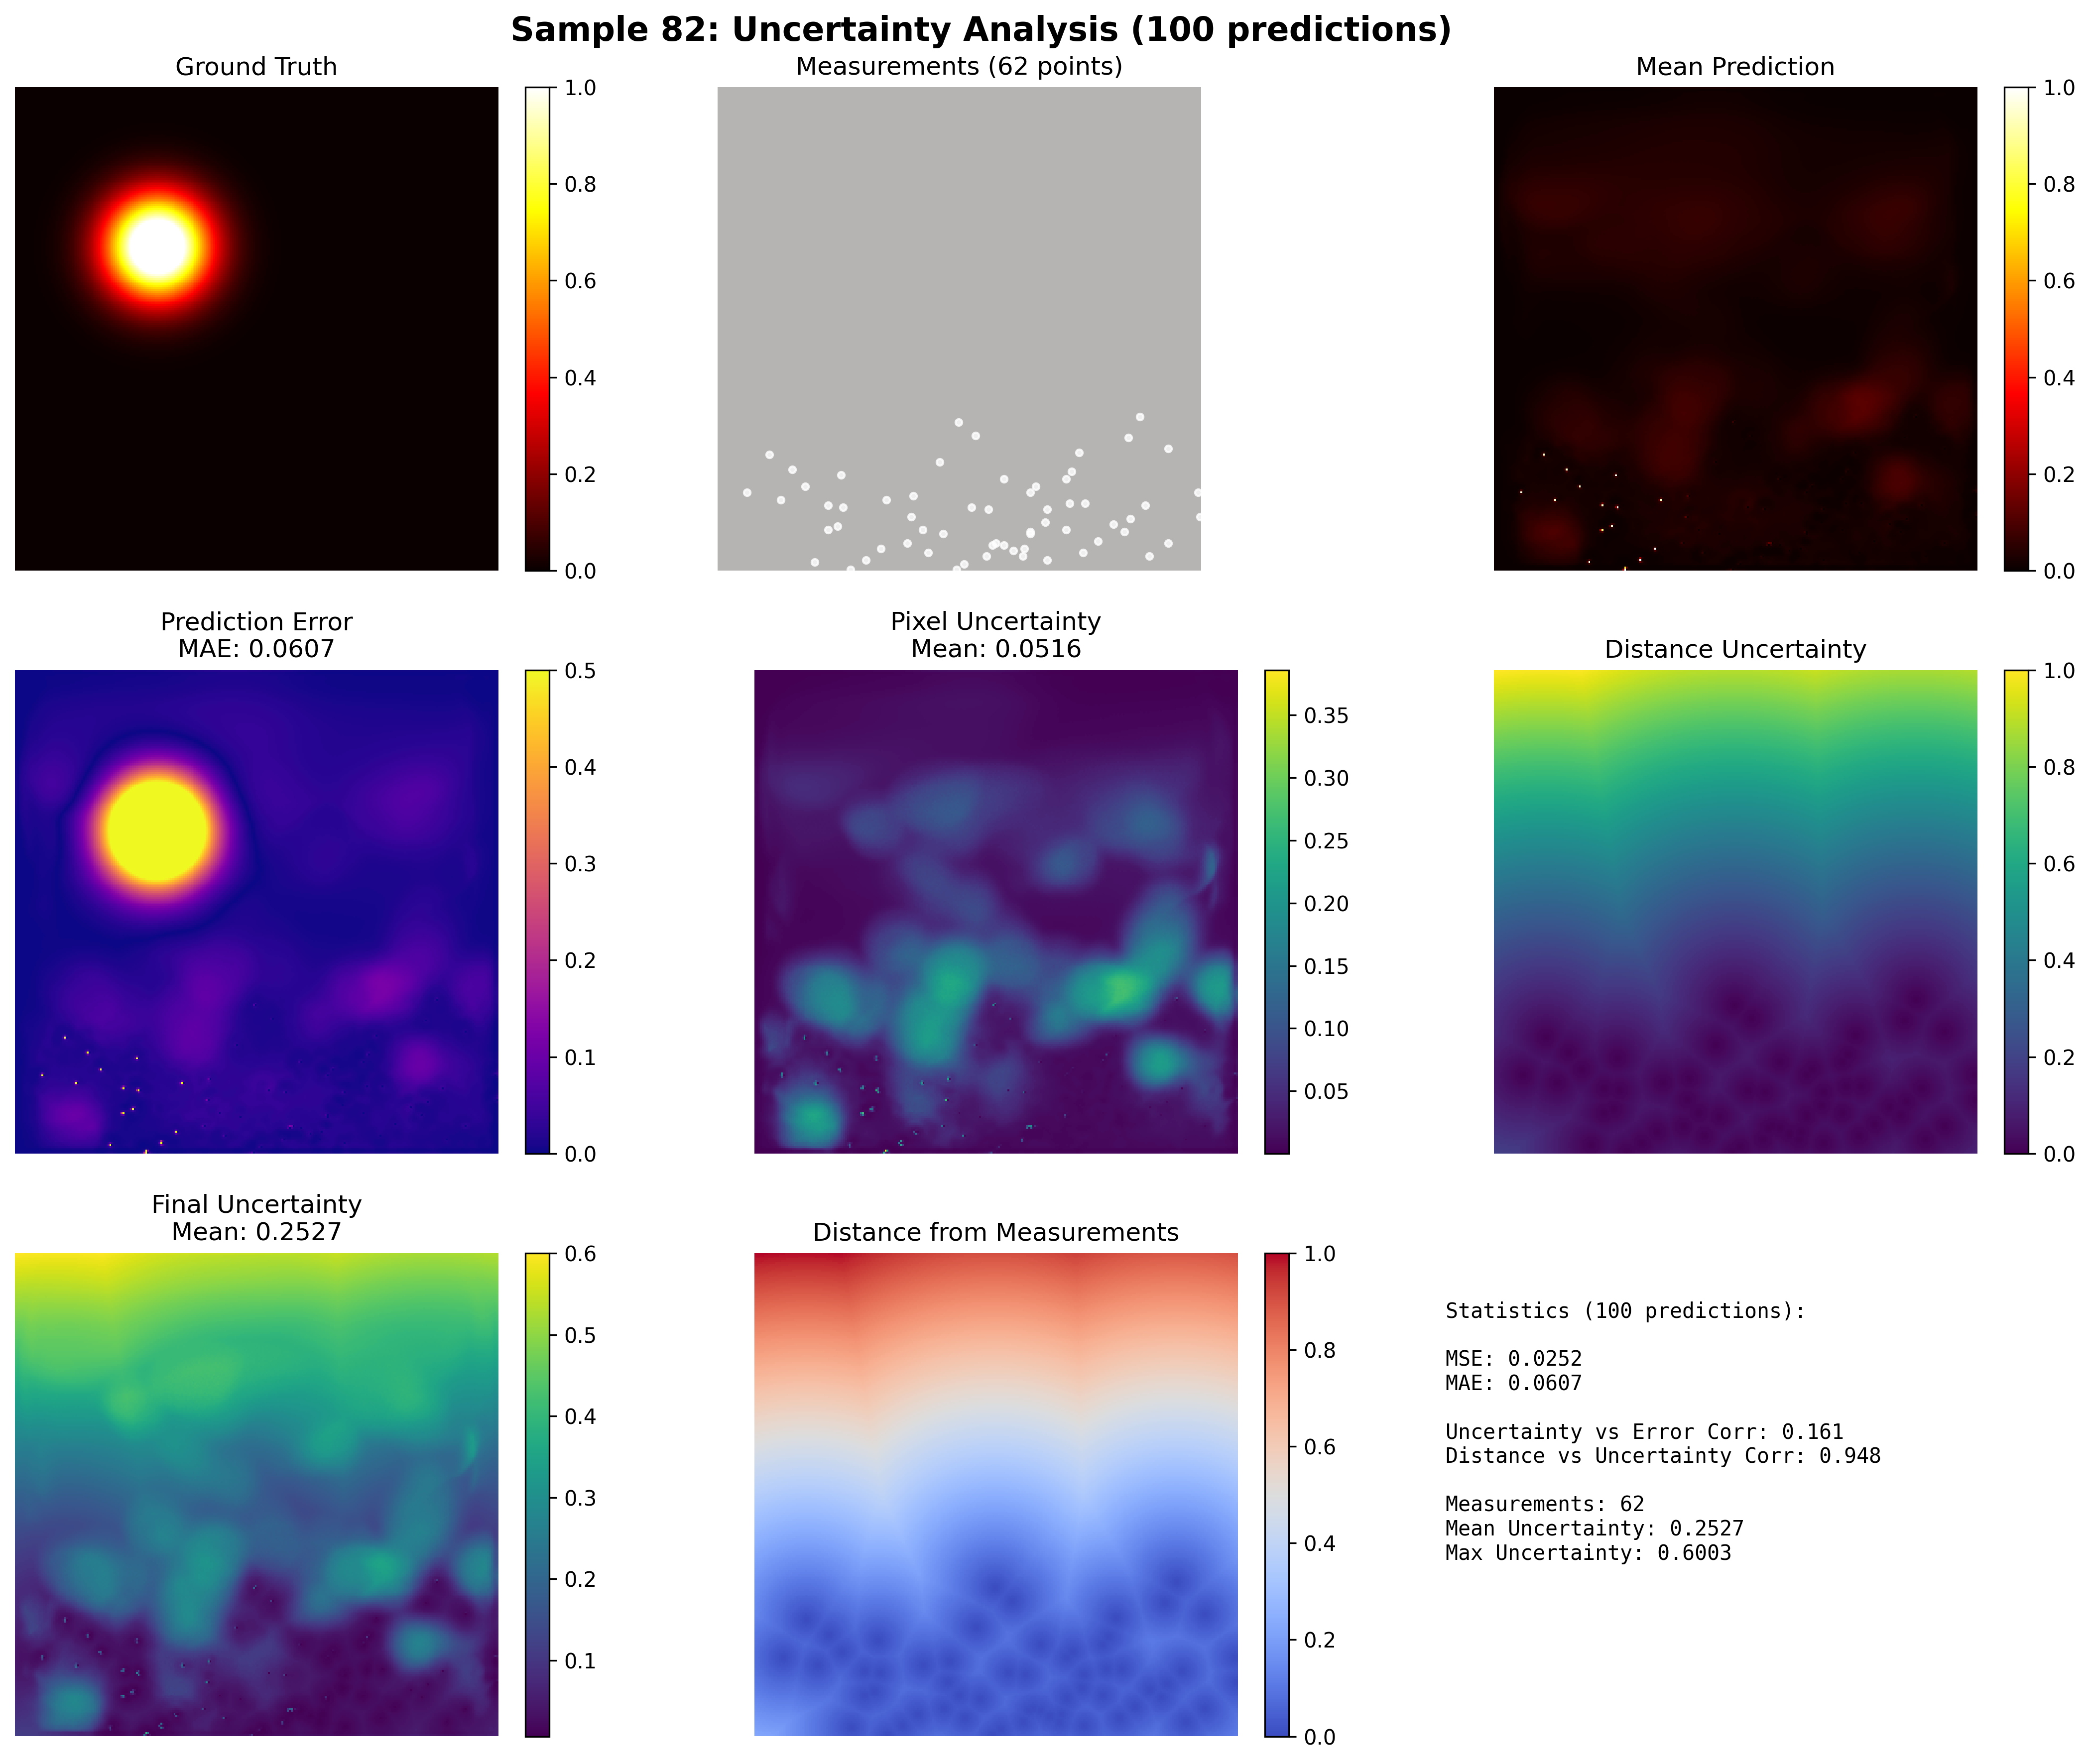 Sample 82: Uncertainty Analysis (100 predictions)
Ground Truth
1.0
0.8
0.6
0.4
0.2
0.0
Measurements (62 points)
Mean Prediction
1.0
0.8
0.6
0.4
0.2
0.0
Prediction Error
MAE: 0.0607
0.5
0.4
0.3
0.2
0.1
0.0
Pixel Uncertainty
Mean: 0.0516
0.35
0.30
0.25
0.20
0.15
0.10
0.05
Distance Uncertainty
1.0
0.8
0.6
0.4
0.2
0.0
Final Uncertainty
Mean: 0.2527
0.6
0.5
0.4
0.3
0.2
0.1
Distance from Measurements
1.0
0.8
0.6
0.4
0.2
0.0
Statistics (100 predictions):
MSE: 0.0252
MAE: 0.0607
Uncertainty vs Error Corr: 0.161
Distance vs Uncertainty Corr: 0.948
Measurements: 62
Mean Uncertainty: 0.2527
Max Uncertainty: 0.6003